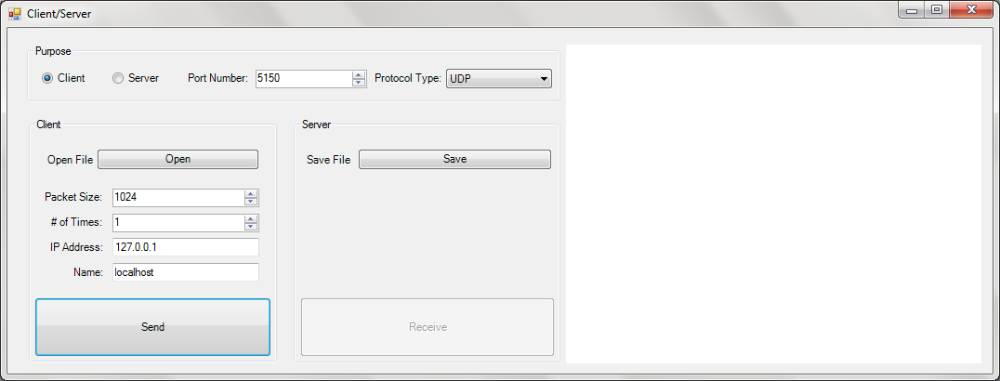 Client/Server
Purpose
Client Server Port Number: 5150 Protocol Type: UDP
Client
Open File Open
Packet Size: 1024
# of Times: 1
IP Address: 127.0.0.1
Name: localhost
Send
Server
Save File Save
Receive